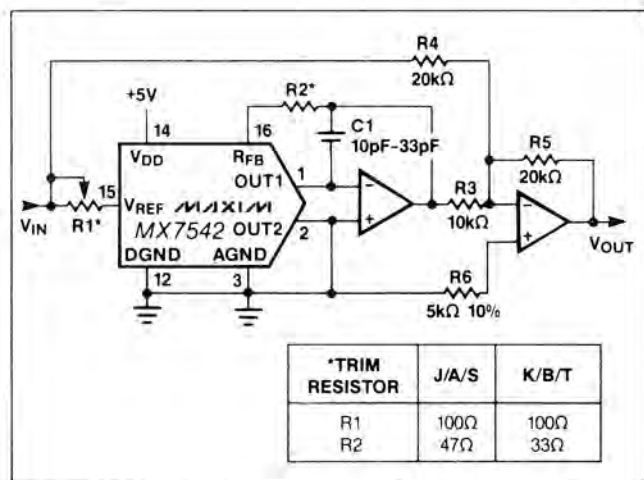 R4
20kΩ
+5V
R2*
14
16
C1
10pF–33pF
R5
20kΩ
VDD
RFB
OUT1
1
15
VREF
MAXIM
R3
10kΩ
VIN
R1*
MX7542
OUT2
2
VOUT
DGND
AGND
12
3
R6
5kΩ 10%
*TRIM RESISTOR J/A/S K/B/T
R1 100Ω 100Ω
R2 47Ω 33Ω
−
+
−
+